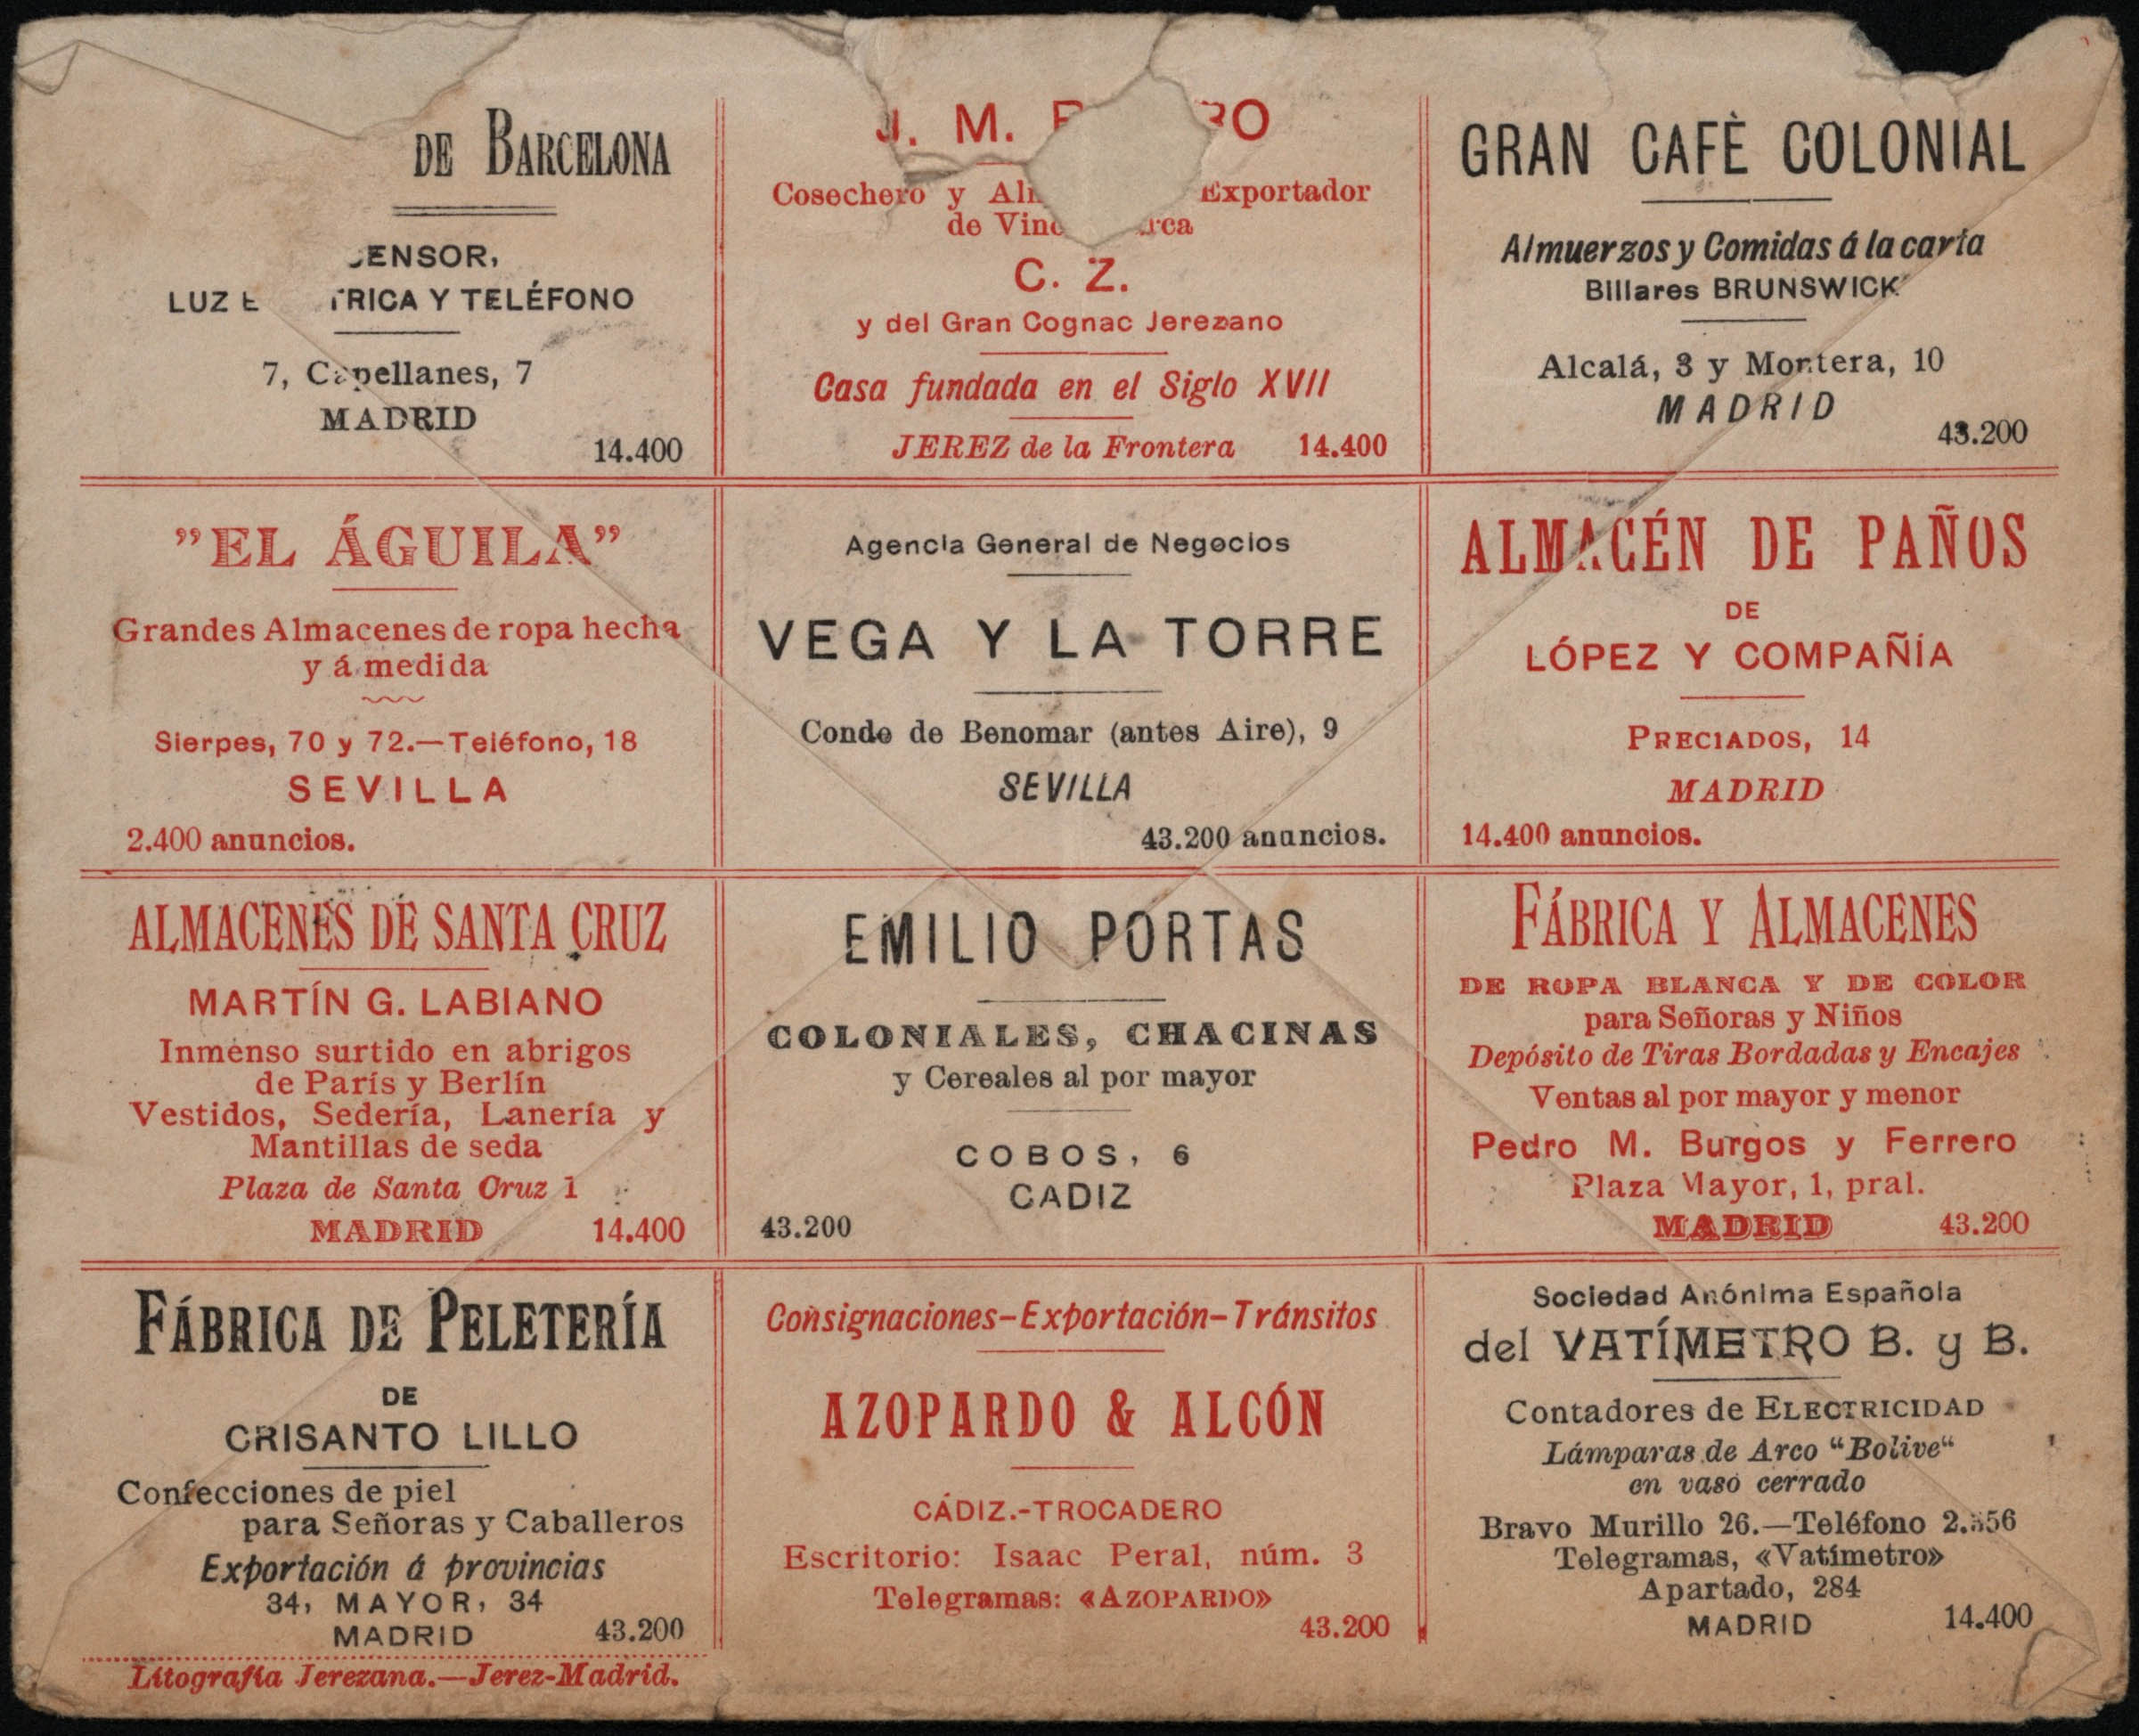 DE BARCELONA
LUZ Y TELÉFONO
7, Capellanes, 7
MADRID
14.400
J. M.
Cosechero y Exportador
de
C. Z.
y del Gran Cognac Jerezano
Casa fundada en el Siglo XVII
JEREZ de la Frontera 14.400
GRAN CAFÈ COLONIAL
Almuerzos y Comidas á la carta
Billares BRUNSWICK
Alcalá, 3 y Montera, 10
MADRID
43.200
”EL ÁGUILA”
Grandes Almacenes de ropa hecha
y á medida
Sierpes, 70 y 72.—Teléfono, 18
SEVILLA
2.400 anuncios.
Agencia General de Negocios
VEGA Y LA TORRE
Conde de Benomar (antes Aire), 9
SEVILLA
43.200 anuncios.
ALMACÉN DE PAÑOS
DE
LÓPEZ Y COMPAÑÍA
PRECIADOS, 14
MADRID
14.400 anuncios.
ALMACENES DE SANTA CRUZ
MARTÍN G. LABIANO
Inmenso surtido en abrigos
de París y Berlín
Vestidos, Sedería, Lanería y
Mantillas de seda
Plaza de Santa Cruz 1
MADRID 14.400
EMILIO PORTAS
COLONIALES, CHACINAS
y Cereales al por mayor
COBOS, 6
CADIZ
43.200
FÁBRICA Y ALMACENES
DE ROPA BLANCA Y DE COLOR
para Señoras y Niños
Depósito de Tiras Bordadas y Encajes
Ventas al por mayor y menor
Pedro M. Burgos y Ferrero
Plaza Mayor, 1, pral.
MADRID 43.200
FÁBRICA DE PELETERÍA
DE
CRISANTO LILLO
Confecciones de piel
para Señoras y Caballeros
Exportación á provincias
34, MAYOR, 34
MADRID 43.200
Litografía Jerezana.—Jerez-Madrid.
Consignaciones-Exportación-Tránsitos
AZOPARDO & ALCÓN
CÁDIZ.-TROCADERO
Escritorio: Isaac Peral, núm. 3
Telegramas: «AZOPARDO»
43.200
Sociedad Anónima Española
del VATÍMETRO B. y B.
Contadores de ELECTRICIDAD
Lámparas de Arco “Bolive“
en vaso cerrado
Bravo Murillo 26.—Teléfono
Telegramas, «Vatímetro»
Apartado, 284
MADRID 14.400